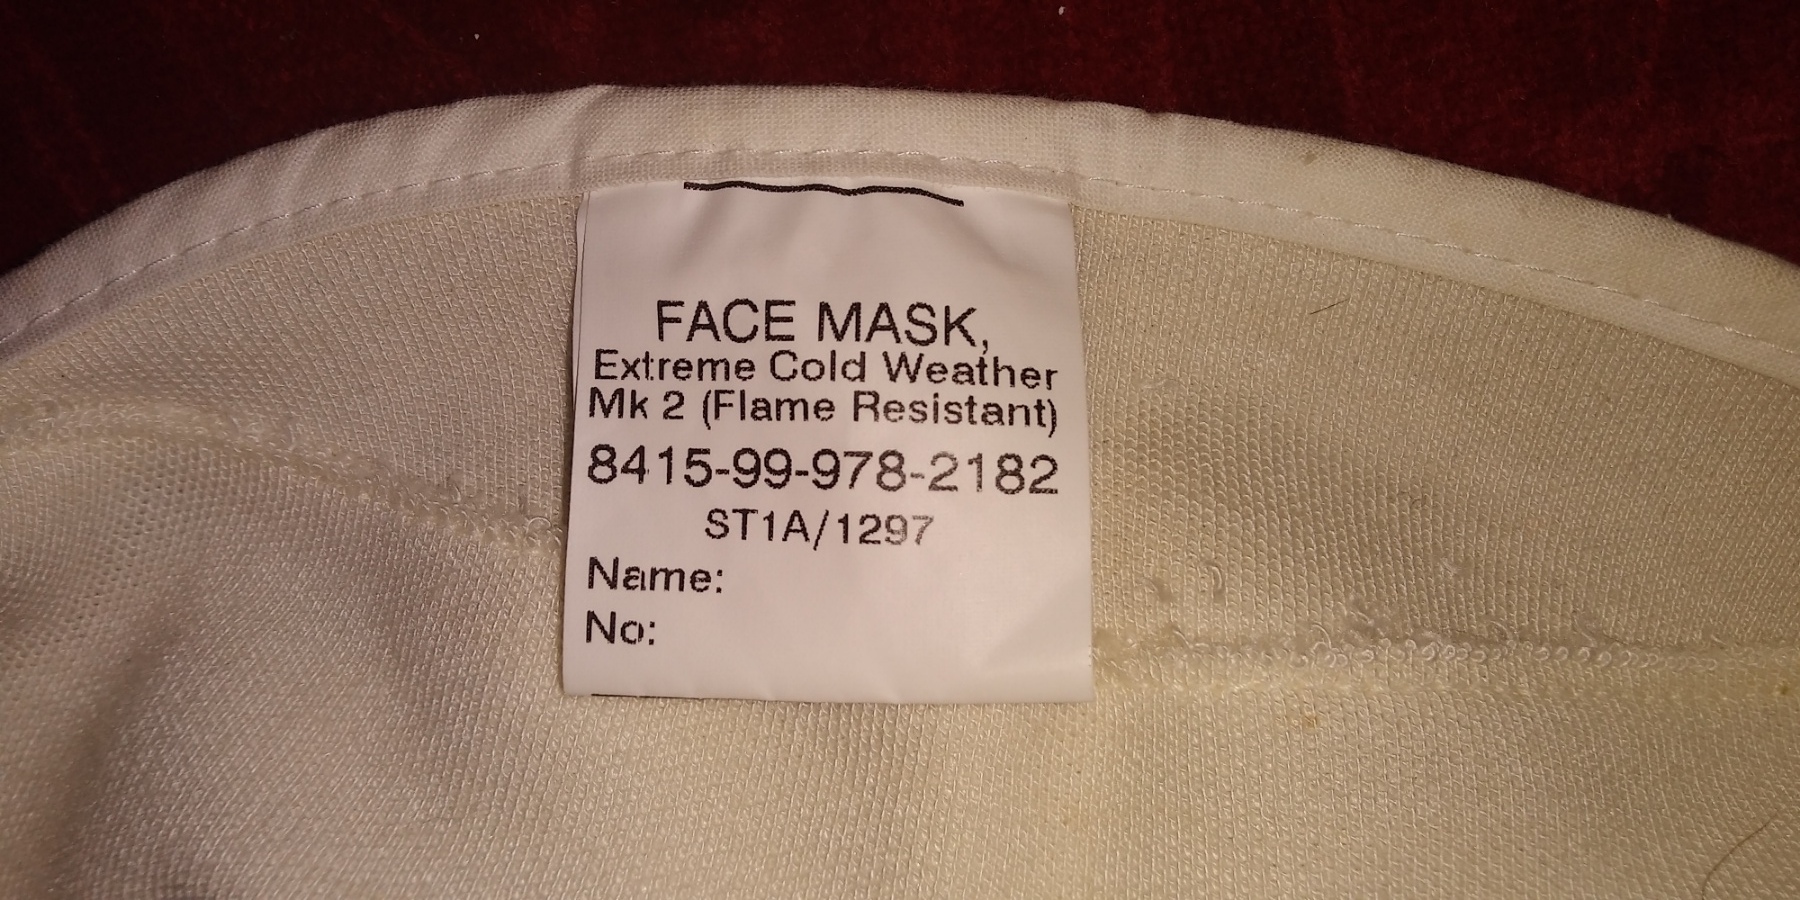 FACE MASK,
Extreme Cold Weather
Mk 2 (Flame Resistant)
8415-99-978-2182
ST1A/1297
Name:
No: